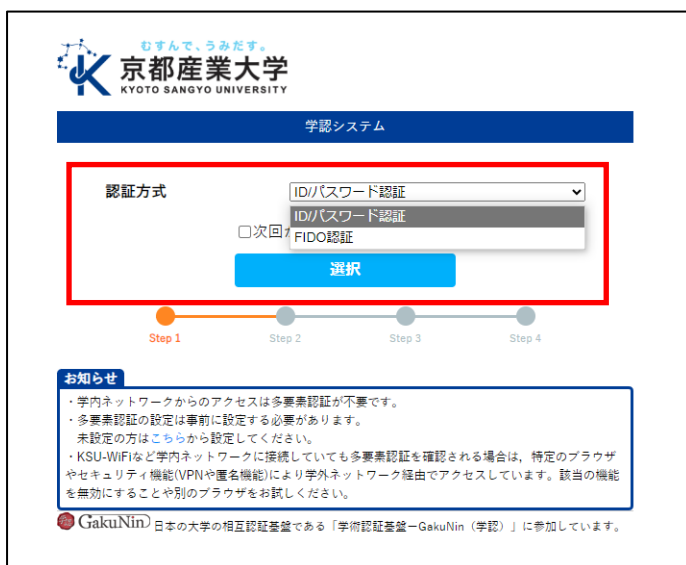 むすんで、うみだす。
京都産業大学
KYOTO SANGYO UNIVERSITY
学認システム
認証方式
ID/パスワード認証
ID/パスワード認証
□次回
FIDO認証
選択
Step 1 Step 2 Step 3 Step 4
お知らせ
・学内ネットワークからのアクセスは多要素認証が不要です。
・多要素認証の設定は事前に設定する必要があります。
未設定の方はこちらから設定してください。
・KSU-WiFiなど学内ネットワークに接続していても多要素認証を確認される場合は，特定のブラウザ
やセキュリティ機能(VPNや匿名機能)により学外ネットワーク経由でアクセスしています。該当の機能
を無効にすることや別のブラウザをお試しください。
GakuNin 日本の大学の相互認証基盤である「学術認証基盤ーGakuNin（学認）」に参加しています。